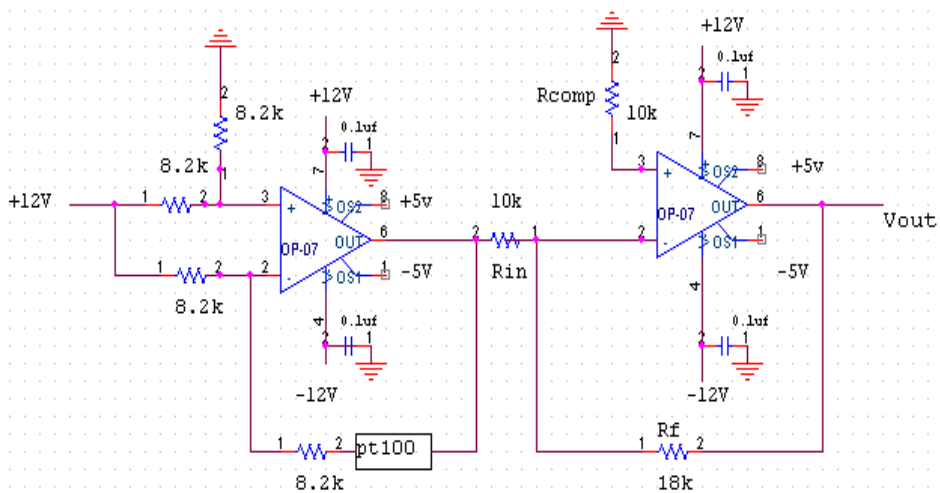 +12V
0.1uf
2
1
2
8.2k
1
+12V
0.1uf
2
1
7
8.2k
+12V
1
2
3
+
OS2
8
+5v
OP-07
OUT
6
1
2
2
-
OS1
1
-5V
8.2k
4
0.1uf
2
1
-12V
1
2
pt100
8.2k
Rcomp
2
10k
1
7
3
+
OS2
8
+5v
10k
2
1
Rin
OP-07
OUT
6
Vout
2
-
OS1
1
-5V
4
0.1uf
2
1
-12V
Rf
1
2
18k